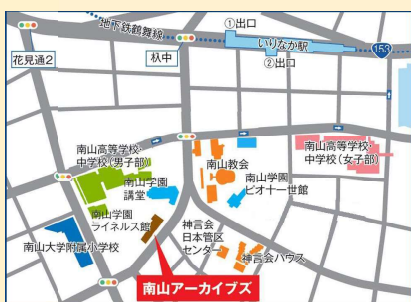 地下鉄鶴舞線
①出口
いりなか駅
②出口
153
花見通2
杁中
南山高等学校・
中学校(男子部)
南山教会
南山高等学校・
中学校(女子部)
南山学園
講堂
南山学園
ピオ十一世館
南山学園
ライネルス館
南山大学附属小学校
神言会
日本管区
センター
神言会ハウス
南山アーカイブズ